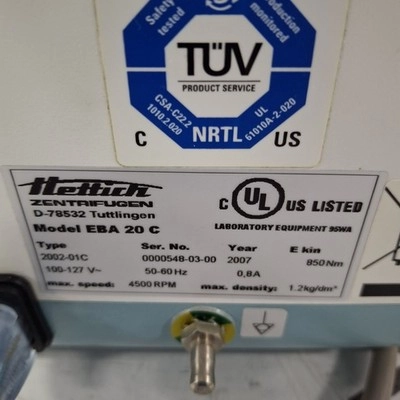 Safety tested
Production monitored
TÜV
PRODUCT SERVICE
CSA-C22.2
1010.2.020
UL
61010A-2-020
C NRTL US
Hettich
ZENTRIFUGEN
D-78532 Tuttlingen
Model EBA 20 C
C UL US LISTED
LABORATORY EQUIPMENT 95WA
Type Ser. No. Year E kin
2002-01C 0000548-03-00 2007 850Nm
100-127 V~ 50-60 Hz 0,8A
max. speed: 4500 RPM max. density: 1.2kg/dm³